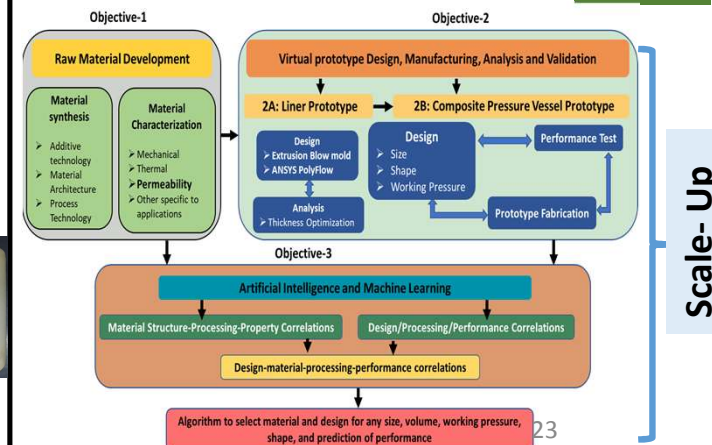 Objective-1
Raw Material Development
Material
synthesis
➢ Additive
technology
➢ Material
Architecture
➢ Process
Technology
Material
Characterization
➢ Mechanical
➢ Thermal
➢ Permeability
➢ Other specific to
applications
Objective-2
Virtual prototype Design, Manufacturing, Analysis and Validation
2A: Liner Prototype
2B: Composite Pressure Vessel Prototype
Design
➢ Extrusion Blow mold
➢ ANSYS PolyFlow
Analysis
➢ Thickness Optimization
Design
➢ Size
➢ Shape
➢ Working Pressure
Performance Test
Prototype Fabrication
Objective-3
Artificial Intelligence and Machine Learning
Material Structure-Processing-Property Correlations
Design/Processing/Performance Correlations
Design-material-processing-performance correlations
Algorithm to select material and design for any size, volume, working pressure,
shape, and prediction of performance
23
Scale- Up